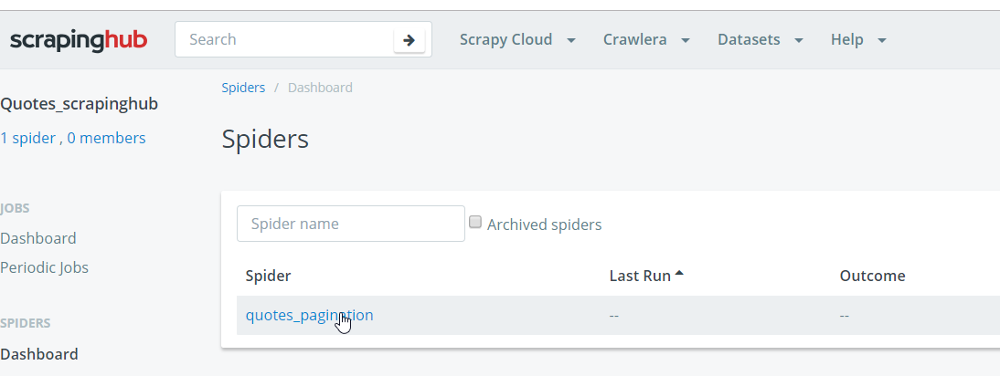 scrapinghub Search Scrapy Cloud Crawlera Datasets Help
Quotes_scrapinghub
1 spider , 0 members
JOBS
Dashboard
Periodic Jobs
SPIDERS
Dashboard
Spiders / Dashboard
Spiders
Spider name Archived spiders
Spider Last Run Outcome
quotes_pagination -- --